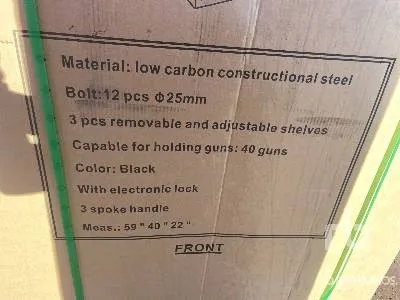 Material: low carbon constructional steel
Bolt:12 pcs Φ25mm
3 pcs removable and adjustable shelves
Capable for holding guns: 40 guns
Color: Black
With electronic lock
3 spoke handle
Meas.: 59 " 40 " 22 "
FRONT